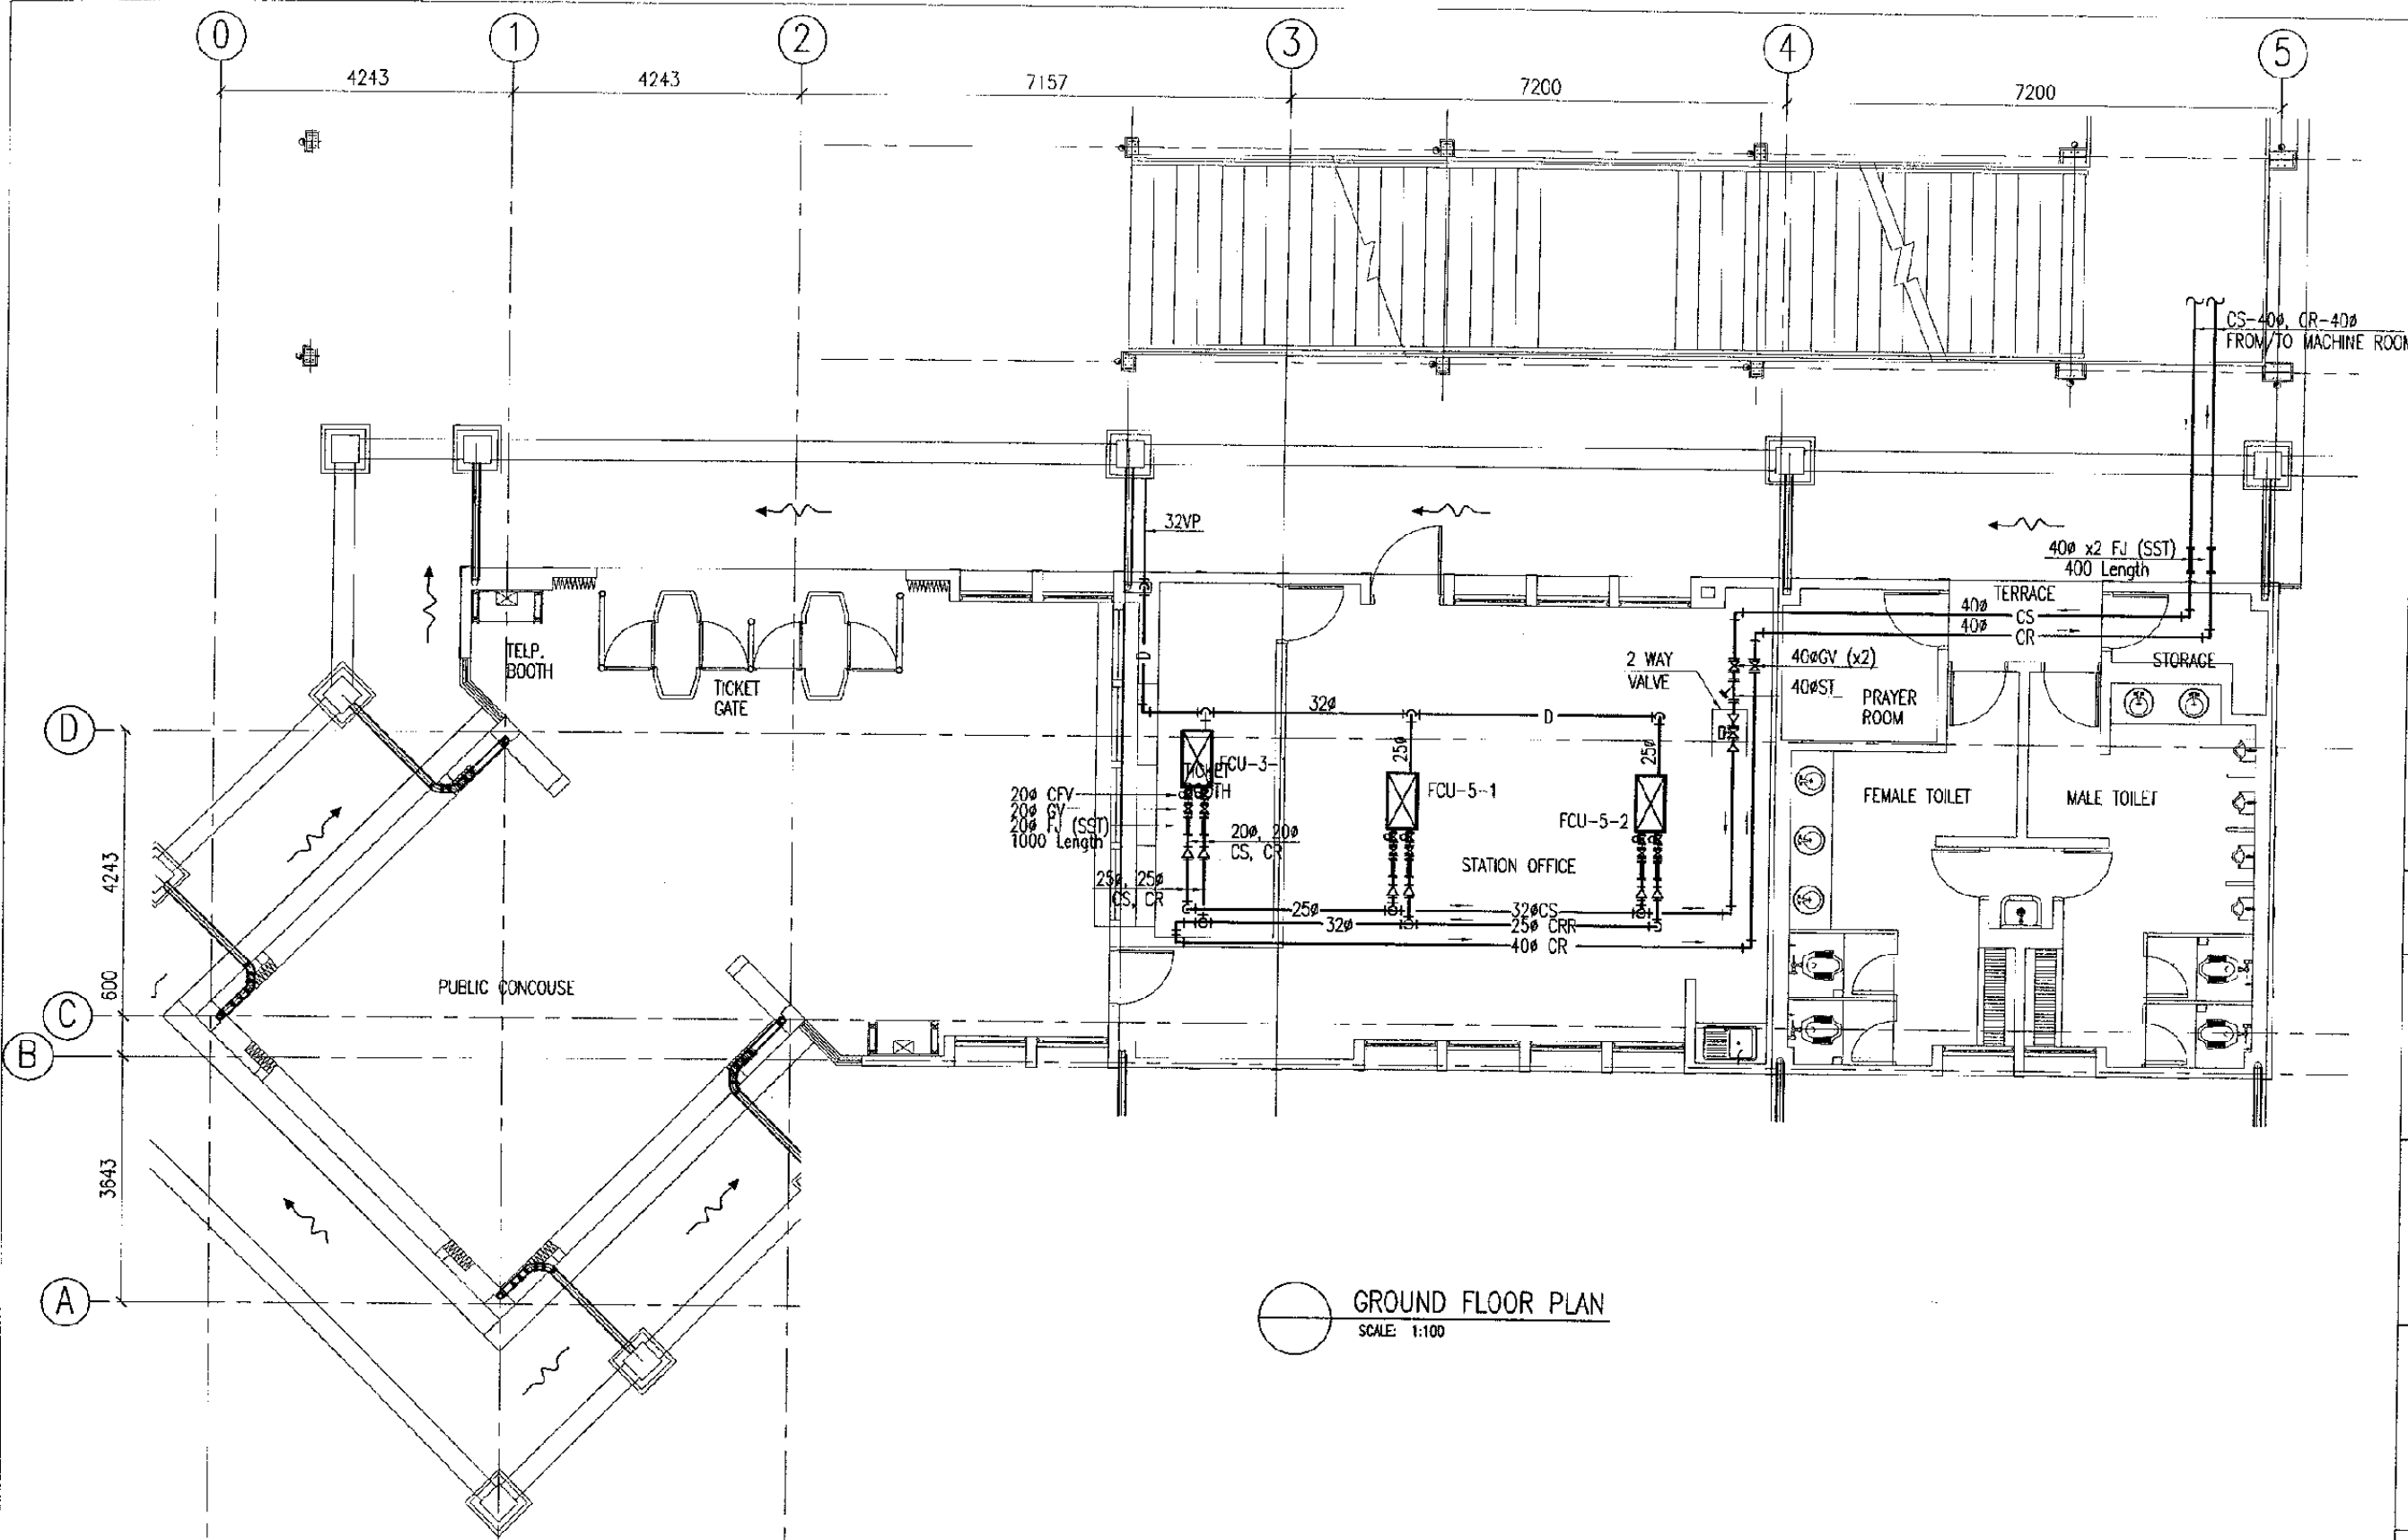 0
1
2
3
4
5
4243
4243
7157
7200
7200
CS-40ø, CR-40ø
FROM/TO MACHINE ROOM
32VP
40ø x2 FJ (SST)
400 Length
TERRACE
40ø
CS
40ø
CR
STORAGE
TELP.
BOOTH
TICKET
GATE
D
2 WAY
VALVE
40øGV (x2)
40øST
PRAYER
ROOM
D
32ø
D
25ø
25ø
FCU-3-
TICKET
BOOTH
20ø CFV
20ø GV
20ø FJ (SST)
1000 Length
20ø, 20ø
CS, CR
FCU-5-1
FCU-5-2
FEMALE TOILET
MALE TOILET
STATION OFFICE
25ø, 25ø
CS, CR
25ø
32øCS
32ø
25ø CRR
40ø CR
4243
600
3643
PUBLIC CONCOUSE
C
B
A
GROUND FLOOR PLAN
SCALE: 1:100